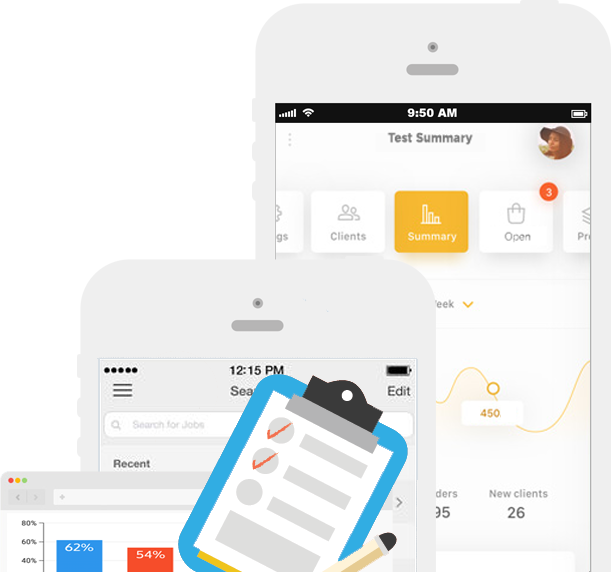 9:50 AM
Test Summary
3
gs
Clients
Summary
Open
Pr
eek
450
ders
New clients
95
26
12:15 PM
Sea
Edit
Search for Jobs
Recent
80%
60%
40%
62%
54%